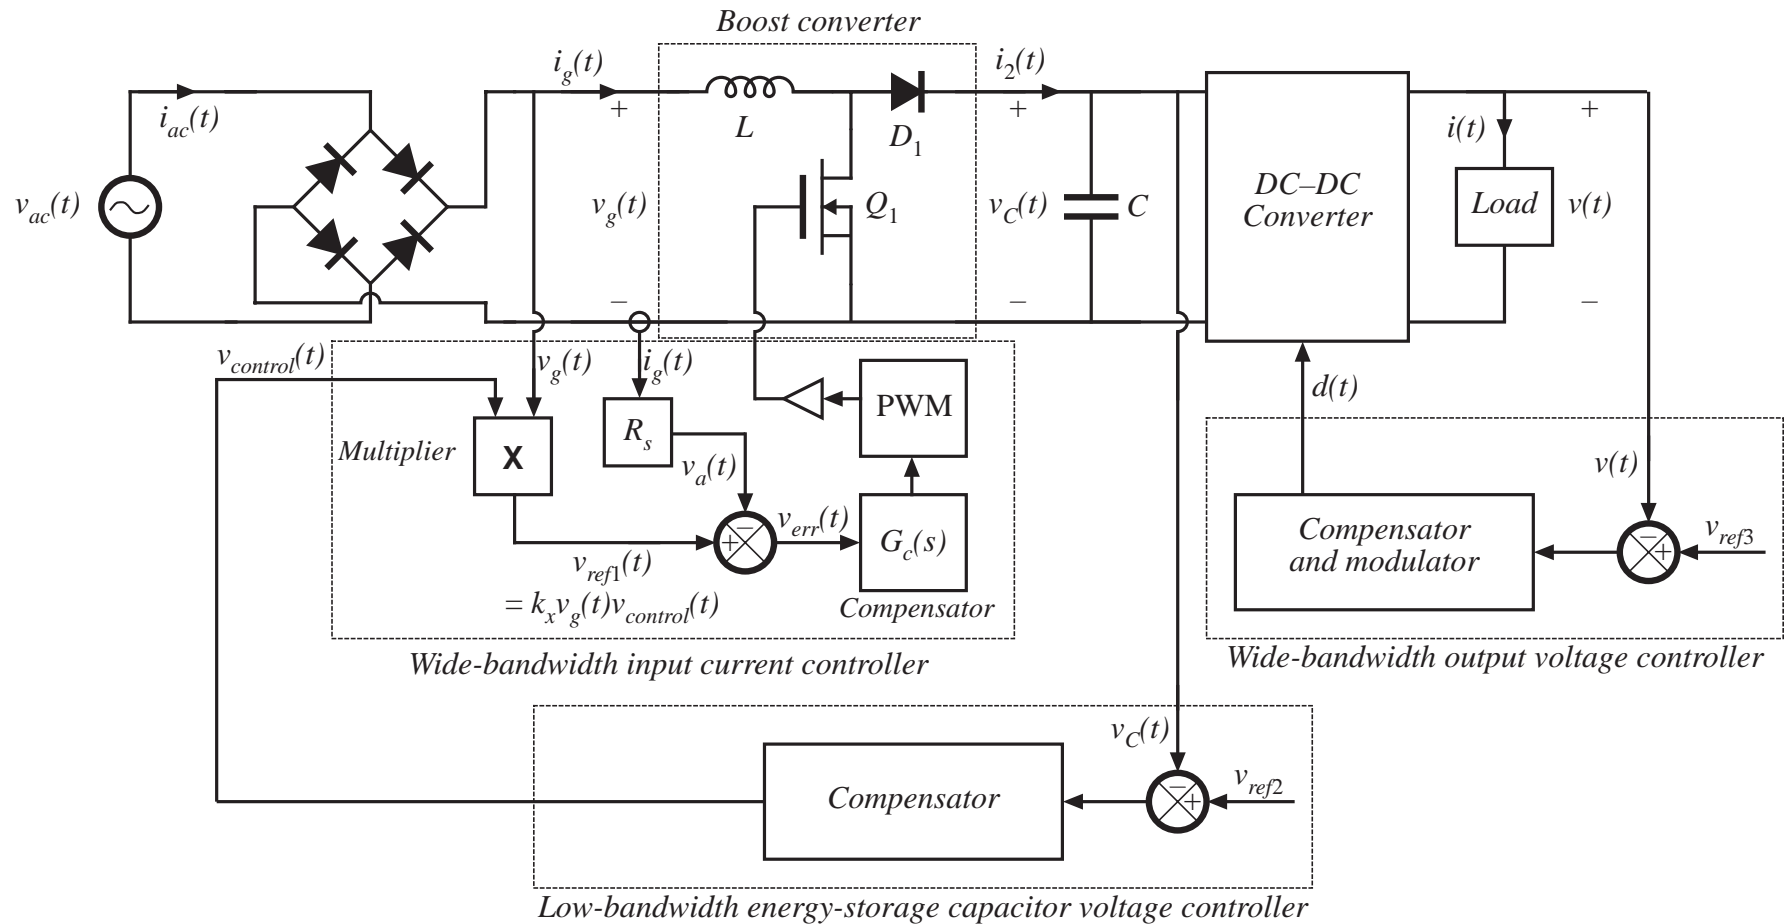 Boost converter
i_g(t)
i_2(t)
i_ac(t)
+
L
D_1
+
i(t)
+
v_ac(t)
v_g(t)
Q_1
v_C(t)
C
DC–DC
Converter
Load
v(t)
–
–
–
v_control(t)
v_g(t)
i_g(t)
d(t)
Multiplier
X
R_s
PWM
v_a(t)
v(t)
–
+
v_err(t)
G_c(s)
v_ref1(t)
= k_x v_g(t)v_control(t)
Compensator
Compensator
and modulator
–
+
v_ref3
Wide-bandwidth input current controller
Wide-bandwidth output voltage controller
v_C(t)
Compensator
–
+
v_ref2
Low-bandwidth energy-storage capacitor voltage controller